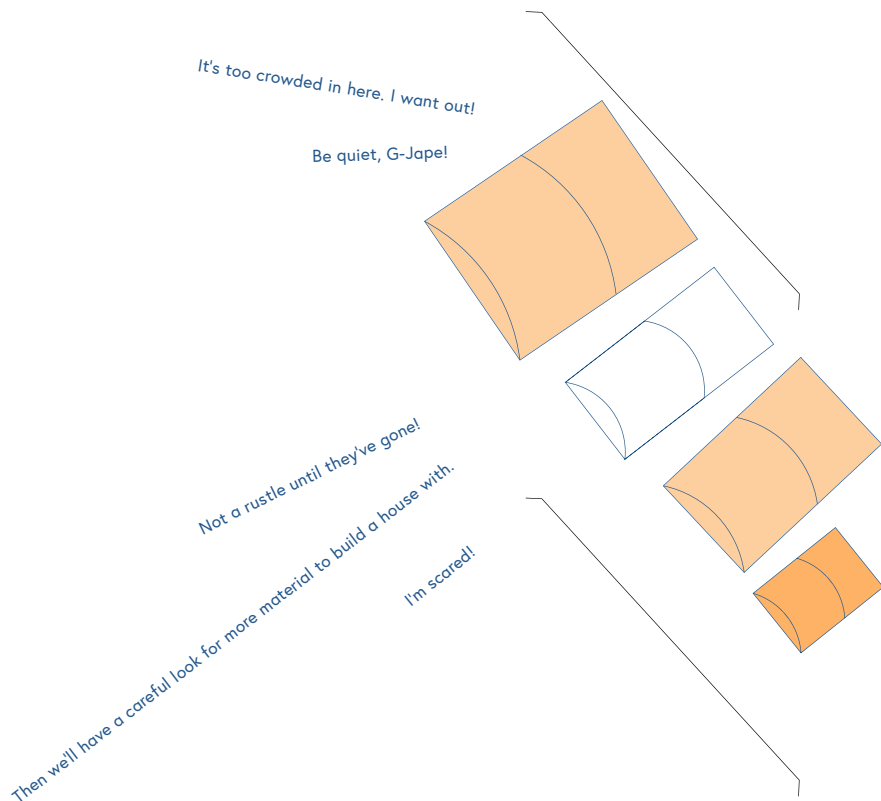 It's too crowded in here. I want out!
Be quiet, G-Jape!
Not a rustle until they've gone!
Then we'll have a careful look for more material to build a house with.
I'm scared!